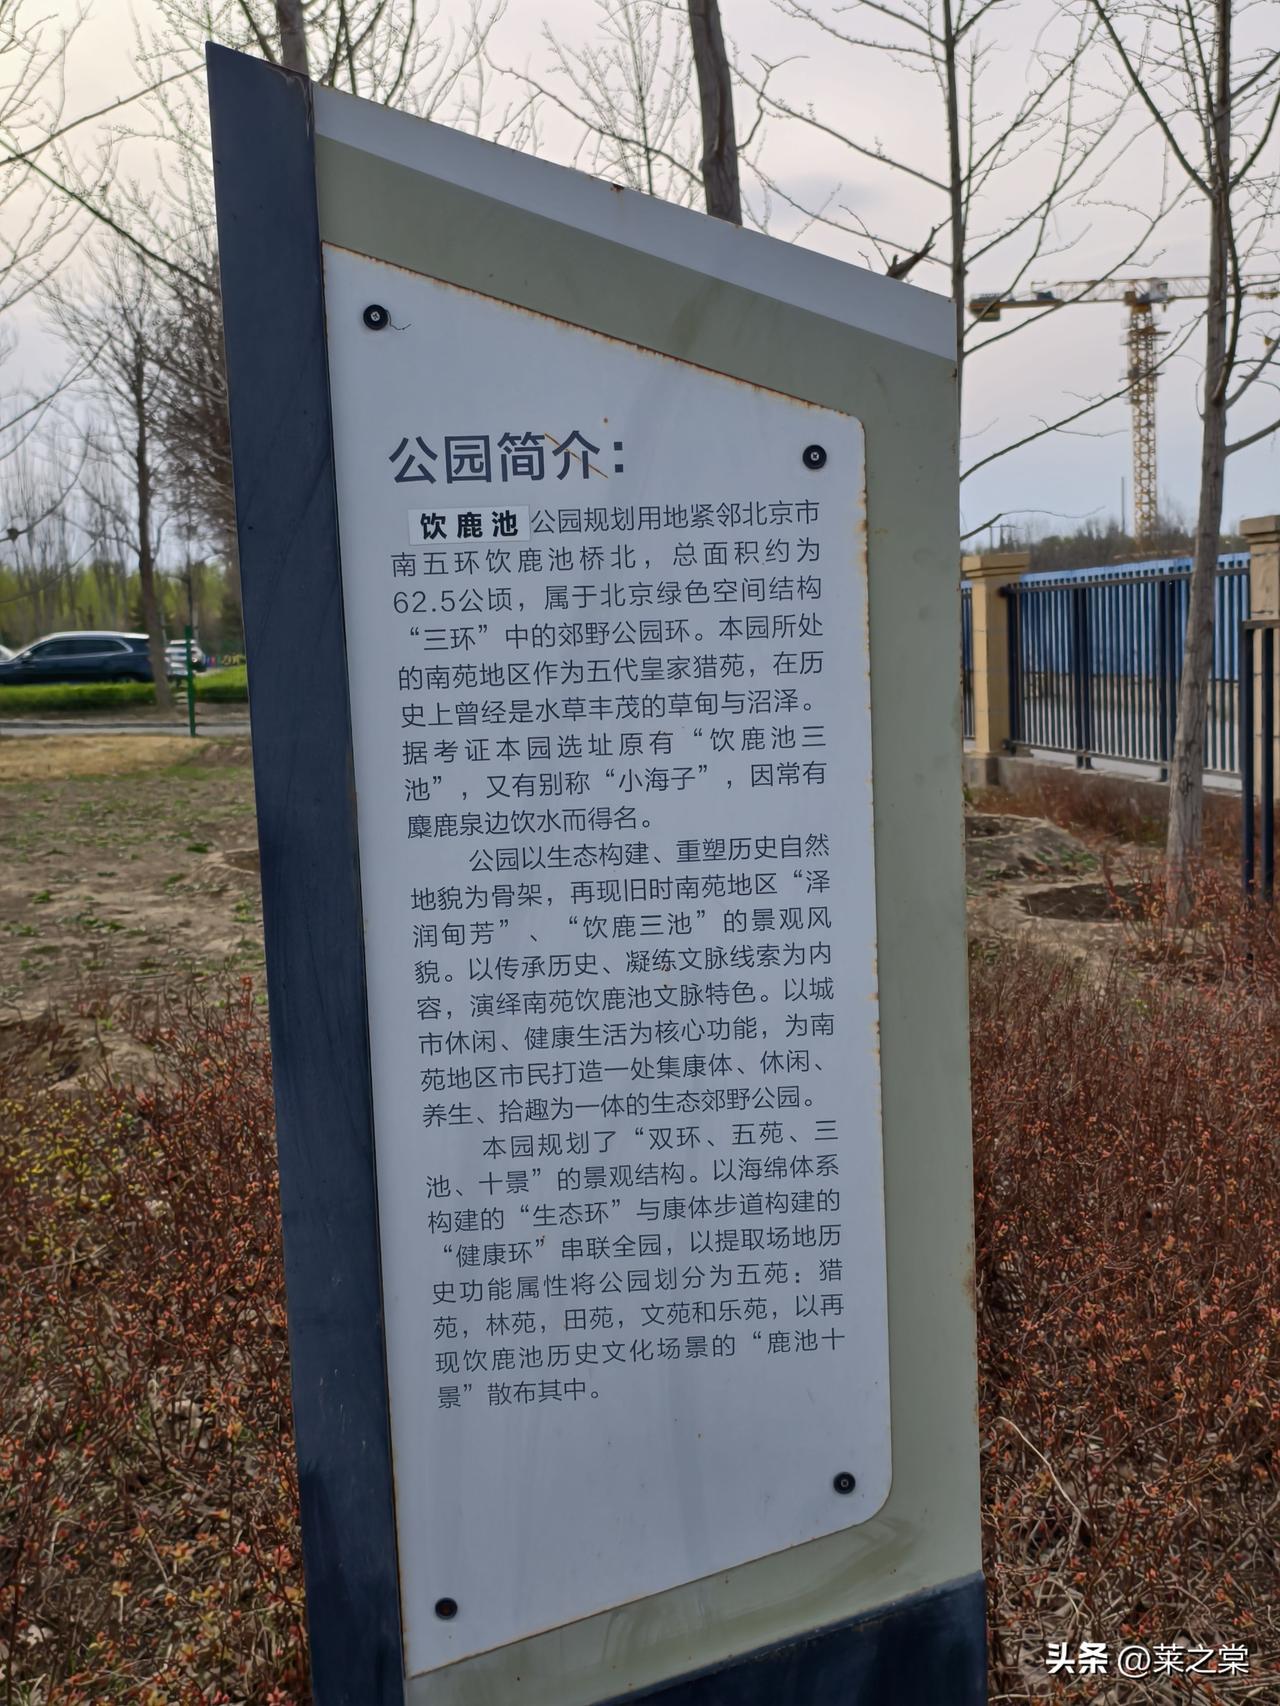 公园简介：
饮鹿池公园规划用地紧邻北京市
南五环饮鹿池桥北，总面积约为
62.5公顷，属于北京绿色空间结构
“三环”中的郊野公园环。本园所处
的南苑地区作为五代皇家猎苑，在历
史上曾经是水草丰茂的草甸与沼泽。
据考证本园选址原有“饮鹿池三
池”，又有别称“小海子”，因常有
麋鹿泉边饮水而得名。
公园以生态构建、重塑历史自然
地貌为骨架，再现旧时南苑地区“泽
润甸芳”、“饮鹿三池”的景观风
貌。以传承历史、凝练文脉线索为内
容，演绎南苑饮鹿池文脉特色。以城
市休闲、健康生活为核心功能，为南
苑地区市民打造一处集康体、休闲、
养生、拾趣为一体的生态郊野公园。
本园规划了“双环、五苑、三
池、十景”的景观结构。以海绵体系
构建的“生态环”与康体步道构建的
“健康环”串联全园，以提取场地历
史功能属性将公园划分为五苑：猎
苑，林苑，田苑，文苑和乐苑，以再
现饮鹿池历史文化场景的“鹿池十
景”散布其中。
头条 @莱之棠